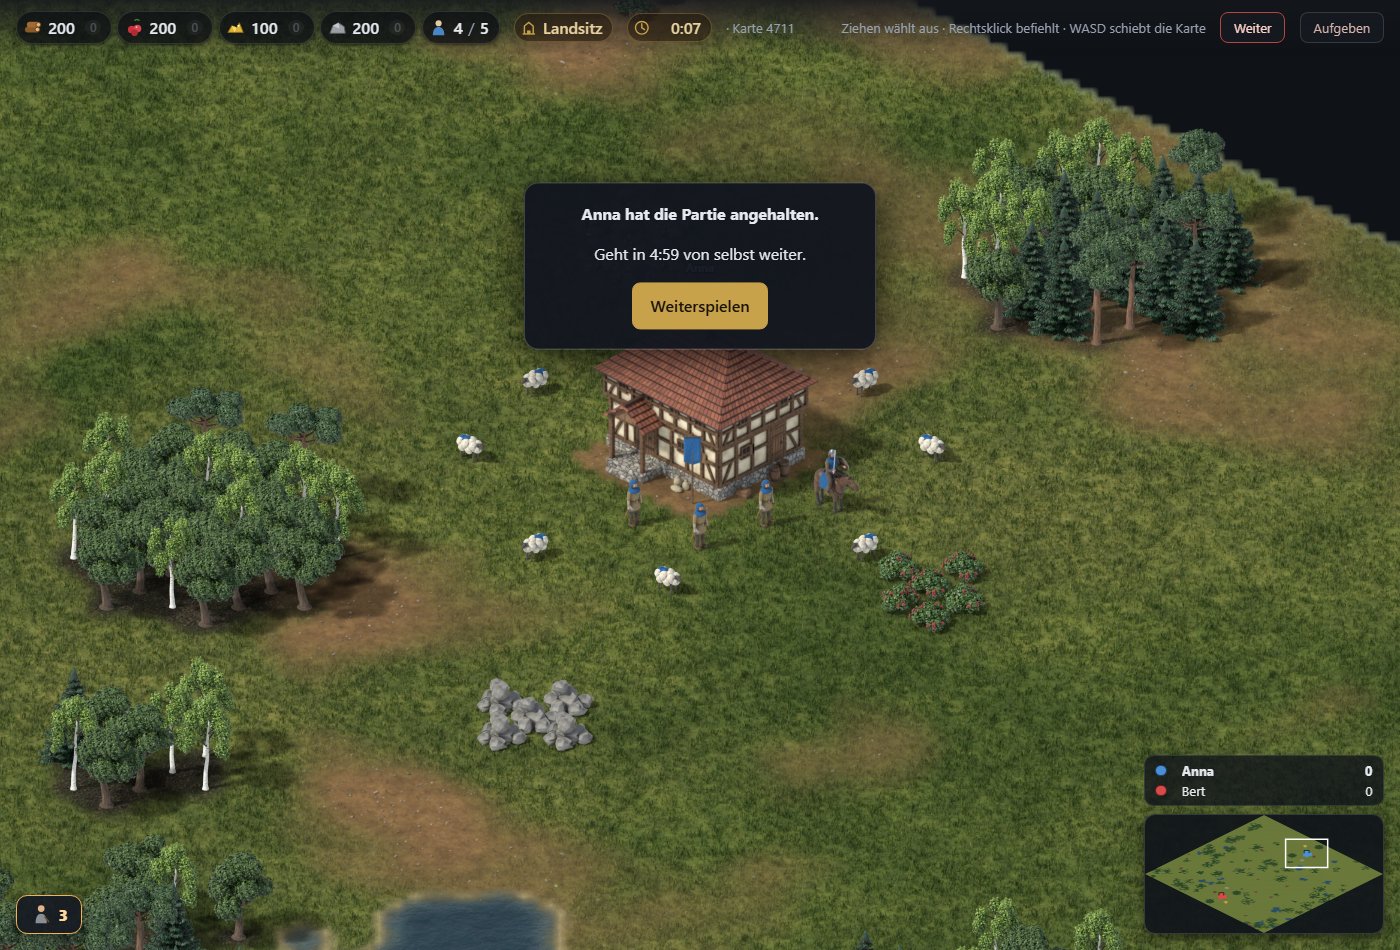 200 0 200 0 100 0 200 0 4 / 5 Landsitz 0:07 · Karte 4711 Ziehen wählt aus · Rechtsklick befiehlt · WASD schiebt die Karte Weiter Aufgeben
Anna hat die Partie angehalten.
Geht in 4:59 von selbst weiter.
Anna
Weiterspielen
Anna 0
Bert 0
3